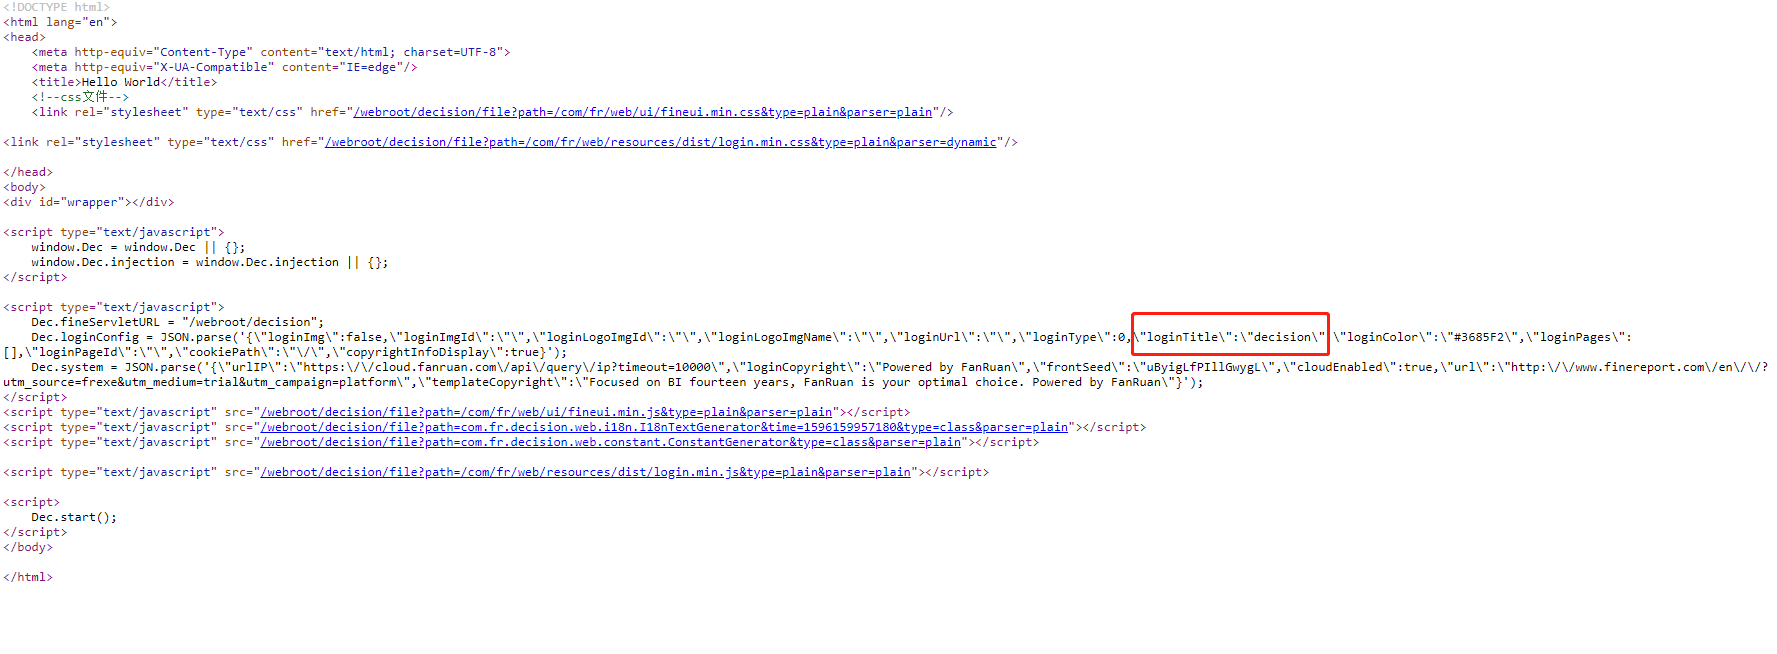 <!DOCTYPE html>
<html lang="en">
<head>
    <meta http-equiv="Content-Type" content="text/html; charset=UTF-8">
    <meta http-equiv="X-UA-Compatible" content="IE=edge"/>
    <title>Hello World</title>
    <!--css文件-->
    <link rel="stylesheet" type="text/css" href="/webroot/decision/file?path=/com/fr/web/ui/fineui.min.css&type=plain&parser=plain"/>
<link rel="stylesheet" type="text/css" href="/webroot/decision/file?path=/com/fr/web/resources/dist/login.min.css&type=plain&parser=dynamic"/>
</head>
<body>
<div id="wrapper"></div>
<script type="text/javascript">
    window.Dec = window.Dec || {};
    window.Dec.injection = window.Dec.injection || {};
</script>
<script type="text/javascript">
    Dec.fineServletURL = "/webroot/decision";
    Dec.loginConfig = JSON.parse('{\"loginImg\":false,\"loginImgId\":\"\",\"loginLogoImgId\":\"\",\"loginLogoImgName\":\"\",\"loginUrl\":\"\",\"loginType\":0,\"loginTitle\":\"decision\",\"loginColor\":\"#3685F2\",\"loginPages\":
[],\"loginPageId\":\"\",\"cookiePath\":\"\/\",\"copyrightInfoDisplay\":true}');
    Dec.system = JSON.parse('{\"urlIP\":\"https:\/\/cloud.fanruan.com\/api\/query\/ip?timeout=10000\",\"loginCopyright\":\"Powered by FanRuan\",\"frontSeed\":\"uByigLfPIllGwygL\",\"cloudEnabled\":true,\"url\":\"http:\/\/www.finereport.com\/en\/\/?
utm_source=frexe&utm_medium=trial&utm_campaign=platform\",\"templateCopyright\":\"Focused on BI fourteen years, FanRuan is your optimal choice. Powered by FanRuan\"}');
</script>
<script type="text/javascript" src="/webroot/decision/file?path=/com/fr/web/ui/fineui.min.js&type=plain&parser=plain"></script>
<script type="text/javascript" src="/webroot/decision/file?path=com.fr.decision.web.i18n.I18nTextGenerator&time=1596159957180&type=class&parser=plain"></script>
<script type="text/javascript" src="/webroot/decision/file?path=com.fr.decision.web.constant.ConstantGenerator&type=class&parser=plain"></script>
<script type="text/javascript" src="/webroot/decision/file?path=/com/fr/web/resources/dist/login.min.js&type=plain&parser=plain"></script>
<script>
    Dec.start();
</script>
</body>
</html>